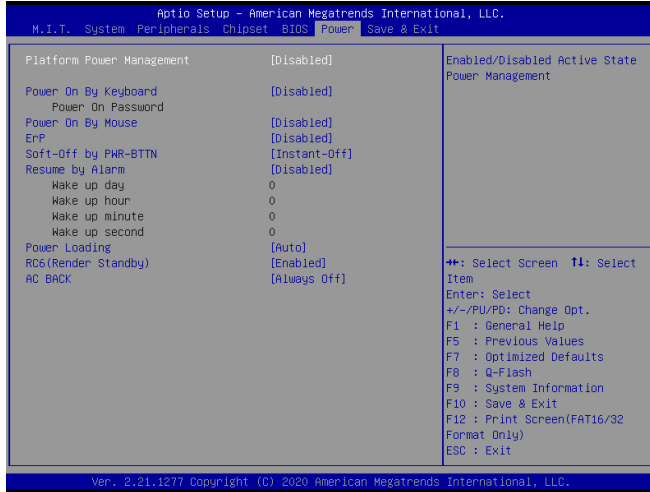 Aptio Setup – American Megatrends International, LLC.
M.I.T. System Peripherals Chipset BIOS Power Save & Exit
Platform Power Management [Disabled]
Power On By Keyboard [Disabled]
Power On Password
Power On By Mouse [Disabled]
ErP [Disabled]
Soft-Off by PWR-BTTN [Instant-Off]
Resume by Alarm [Disabled]
Wake up day 0
Wake up hour 0
Wake up minute 0
Wake up second 0
Power Loading [Auto]
RC6(Render Standby) [Enabled]
AC BACK [Always Off]
Enabled/Disabled Active State
Power Management
→←: Select Screen ↑↓: Select
Item
Enter: Select
+/-/PU/PD: Change Opt.
F1 : General Help
F5 : Previous Values
F7 : Optimized Defaults
F8 : Q-Flash
F9 : System Information
F10 : Save & Exit
F12 : Print Screen(FAT16/32
Format Only)
ESC : Exit
Ver. 2.21.1277 Copyright (C) 2020 American Megatrends International, LLC.